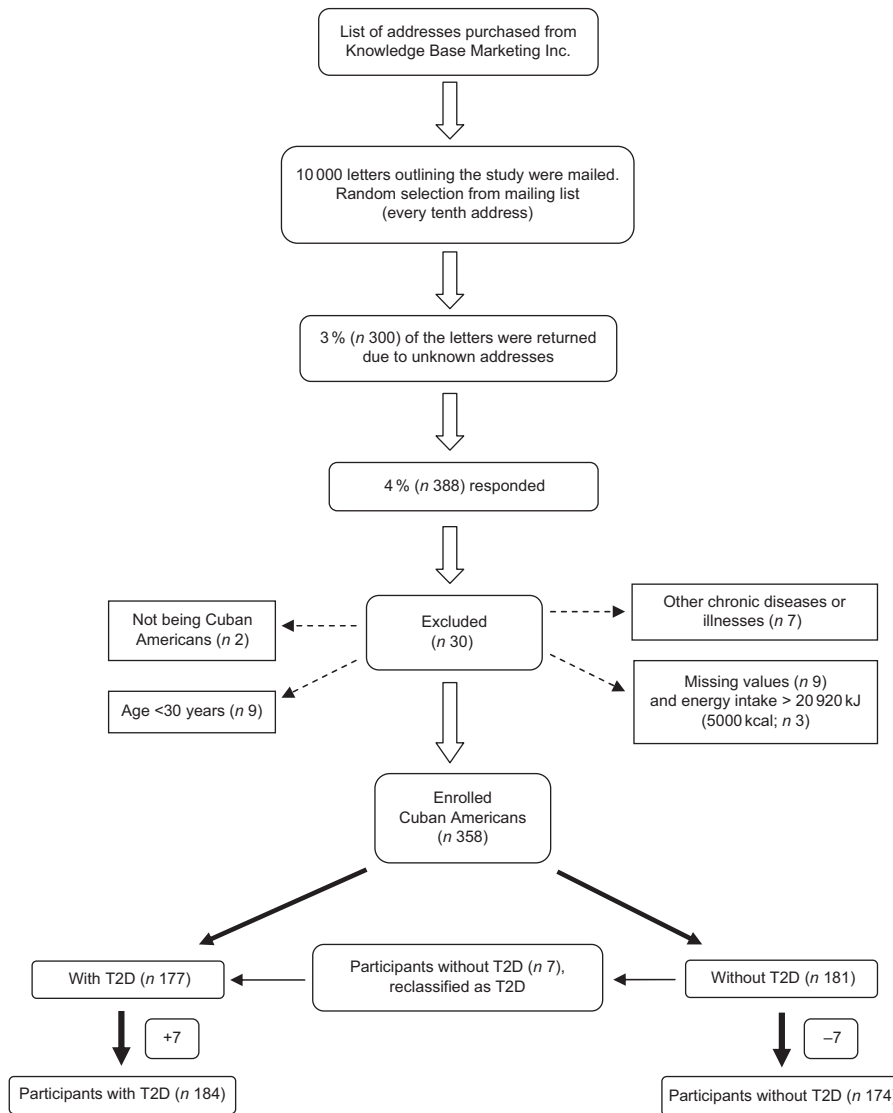 List of addresses purchased from
Knowledge Base Marketing Inc.
10 000 letters outlining the study were mailed.
Random selection from mailing list
(every tenth address)
3 % (n 300) of the letters were returned
due to unknown addresses
4 % (n 388) responded
Not being Cuban
Americans (n 2)
Excluded
(n 30)
Other chronic diseases or
illnesses (n 7)
Age <30 years (n 9)
Missing values (n 9)
and energy intake > 20 920 kJ
(5000 kcal; n 3)
Enrolled
Cuban Americans
(n 358)
With T2D (n 177)
Participants without T2D (n 7),
reclassified as T2D
Without T2D (n 181)
+7
–7
Participants with T2D (n 184)
Participants without T2D (n 174)